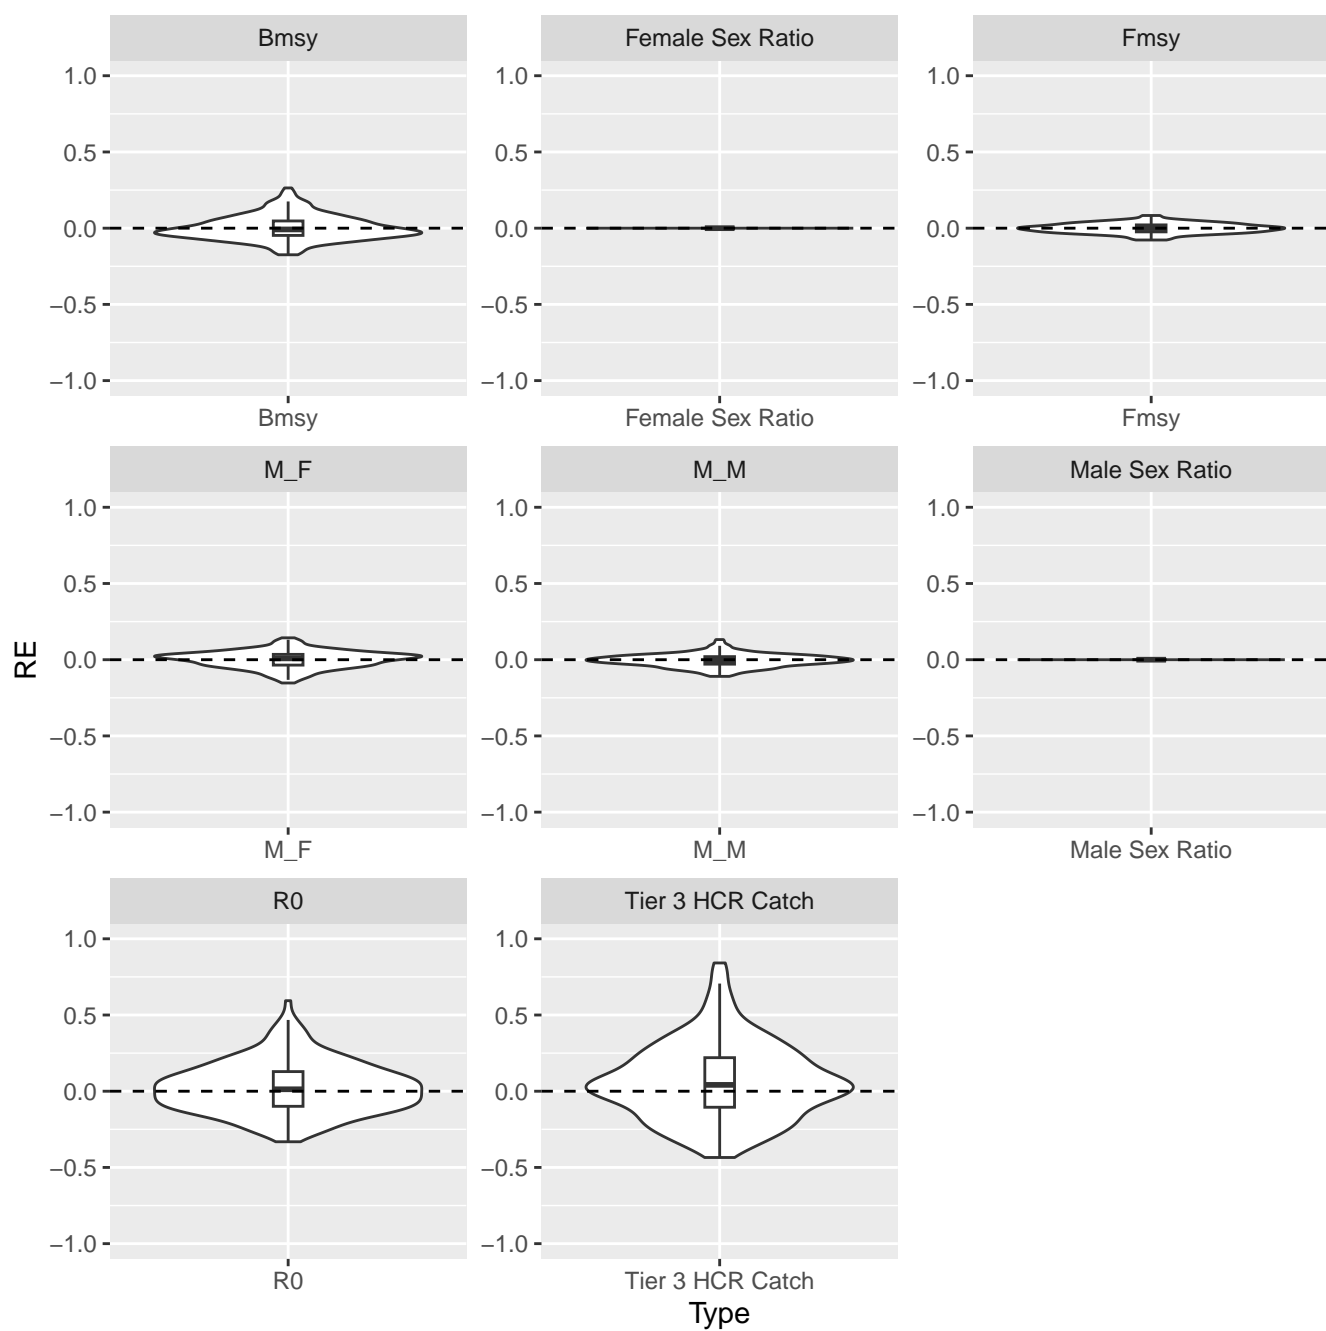 Bmsy Female Sex Ratio Fmsy
1.0 1.0 1.0
0.5 0.5 0.5
0.0 0.0 0.0
−0.5 −0.5 −0.5
−1.0 −1.0 −1.0
Bmsy Female Sex Ratio Fmsy
M_F M_M Male Sex Ratio
1.0 1.0 1.0
0.5 0.5 0.5
RE
0.0 0.0 0.0
−0.5 −0.5 −0.5
−1.0 −1.0 −1.0
M_F M_M Male Sex Ratio
R0 Tier 3 HCR Catch
1.0 1.0
0.5 0.5
0.0 0.0
−0.5 −0.5
−1.0 −1.0
R0 Tier 3 HCR Catch
Type